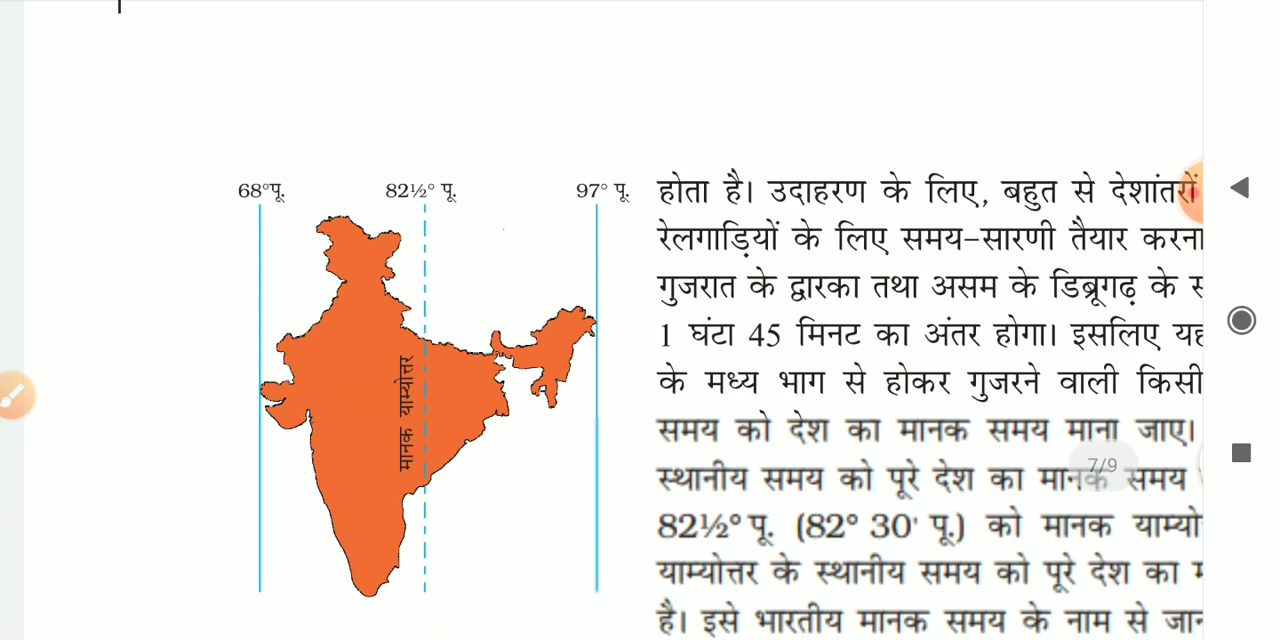 68°पू.
82½° पू.
97° पू.
मानक याम्योत्तर
होता है। उदाहरण के लिए, बहुत से देशांतरों
रेलगाड़ियों के लिए समय-सारणी तैयार करना
गुजरात के द्वारका तथा असम के डिब्रूगढ़ के
1 घंटा 45 मिनट का अंतर होगा। इसलिए यह
के मध्य भाग से होकर गुजरने वाली किसी
समय को देश का मानक समय माना जाए।
स्थानीय समय को पूरे देश का मानक समय
82½° पू. (82° 30' पू.) को मानक
याम्योत्तर के स्थानीय समय को पूरे देश का
है। इसे भारतीय मानक समय के नाम से
7/9